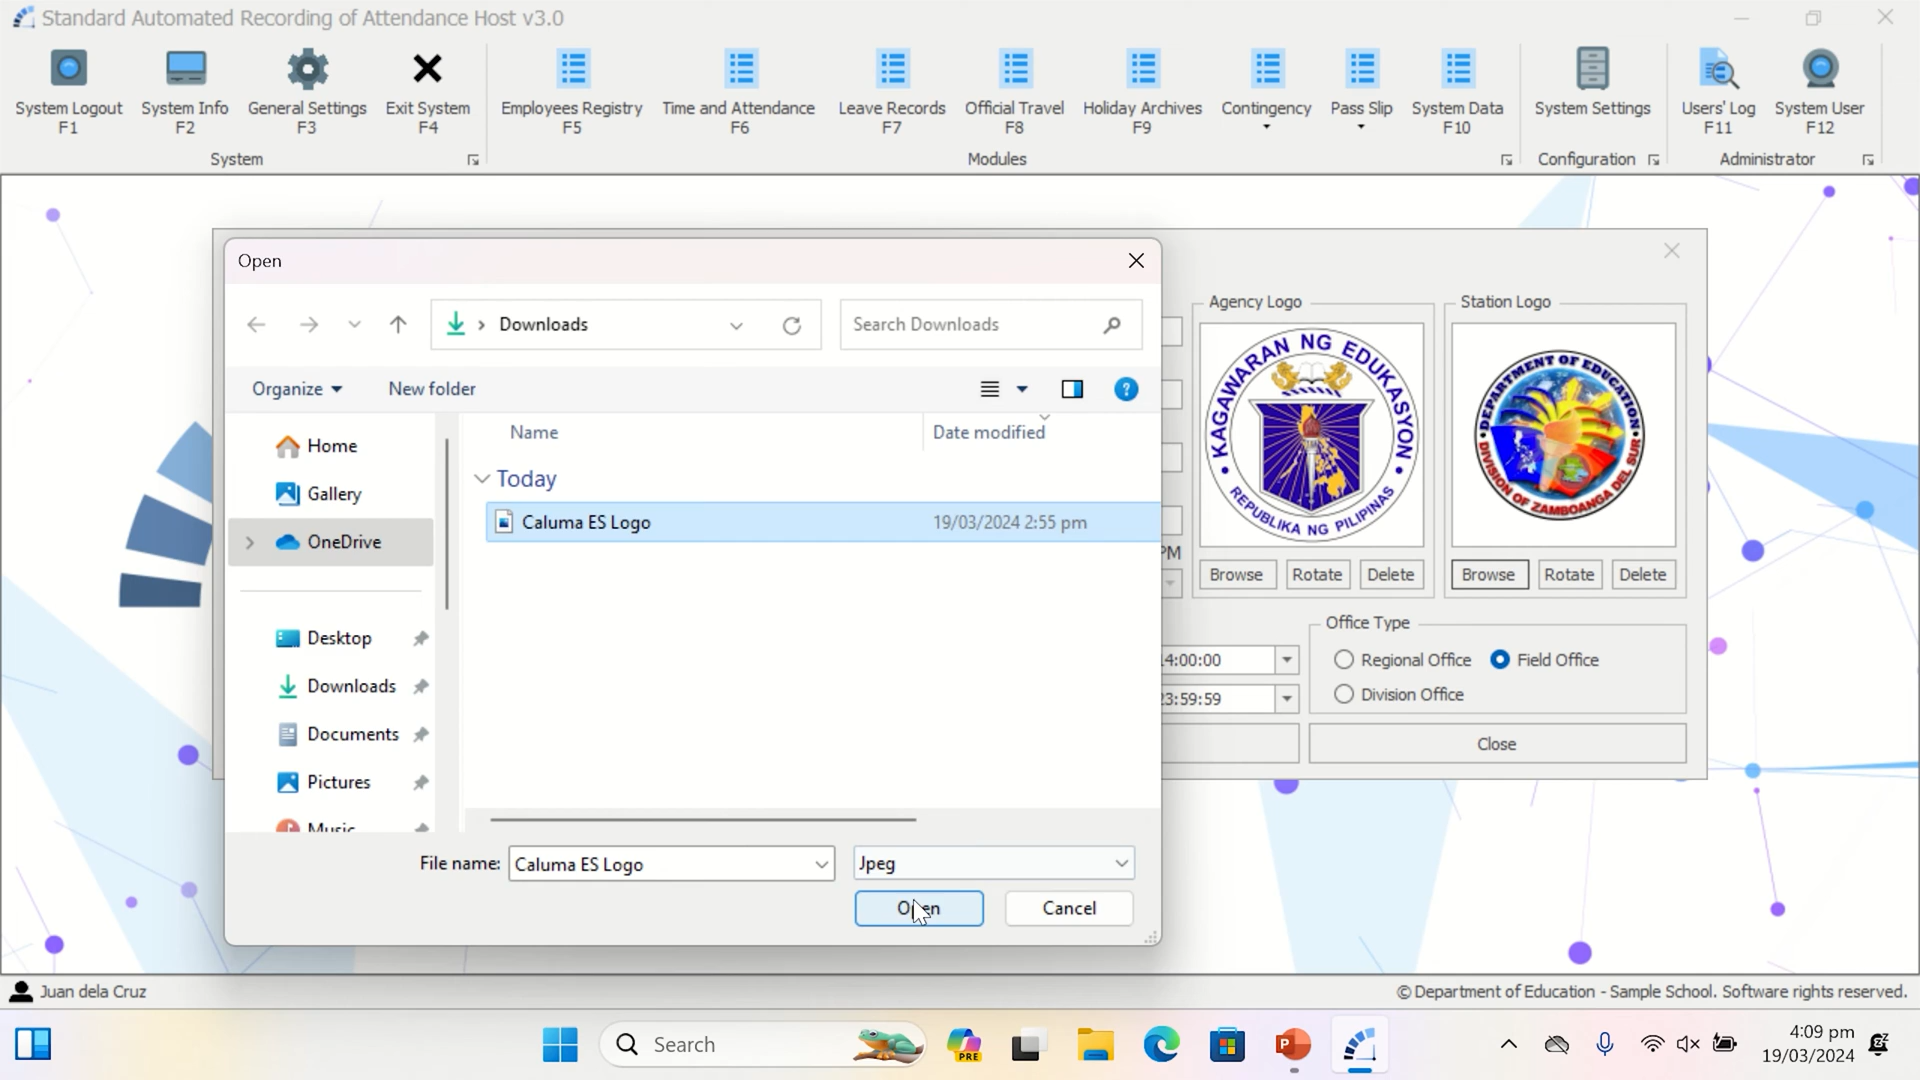 Standard Automated Recording of Attendance Host v3.0
System Logout F1
System Info F2
General Settings F3
Exit System F4
Employees Registry F5
Time and Attendance F6
Leave Records F7
Official Travel F8
Holiday Archives F9
Contingency
Pass Slip
System Data F10
System Settings
Users' Log F11
System User F12
System
Modules
Configuration
Administrator
Open
Downloads
Search Downloads
Organize
New folder
Name
Date modified
Home
Gallery
OneDrive
Desktop
Downloads
Documents
Pictures
Music
Today
Caluma ES Logo 19/03/2024 2:55 pm
File name: Caluma ES Logo
Jpeg
Open
Cancel
Agency Logo
KAGAWARAN NG EDUKASYON
REPUBLIKA NG PILIPINAS
Browse Rotate Delete
Station Logo
DEPARTMENT OF EDUCATION
DIVISION OF ZAMBOANGA DEL SUR
Browse Rotate Delete
PM
4:00:00
23:59:59
Office Type
Regional Office
Field Office
Division Office
Close
Juan dela Cruz
© Department of Education - Sample School. Software rights reserved.
Search
PRE
4:09 pm
19/03/2024